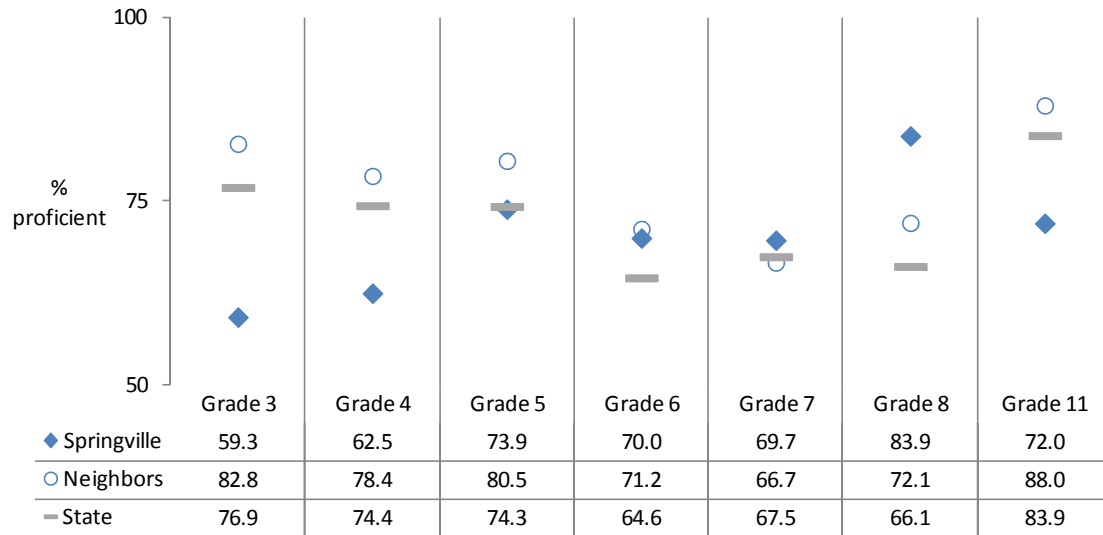 100
75
% proficient
50
Grade 3 Grade 4 Grade 5 Grade 6 Grade 7 Grade 8 Grade 11
Springville 59.3 62.5 73.9 70.0 69.7 83.9 72.0
Neighbors 82.8 78.4 80.5 71.2 66.7 72.1 88.0
State 76.9 74.4 74.3 64.6 67.5 66.1 83.9